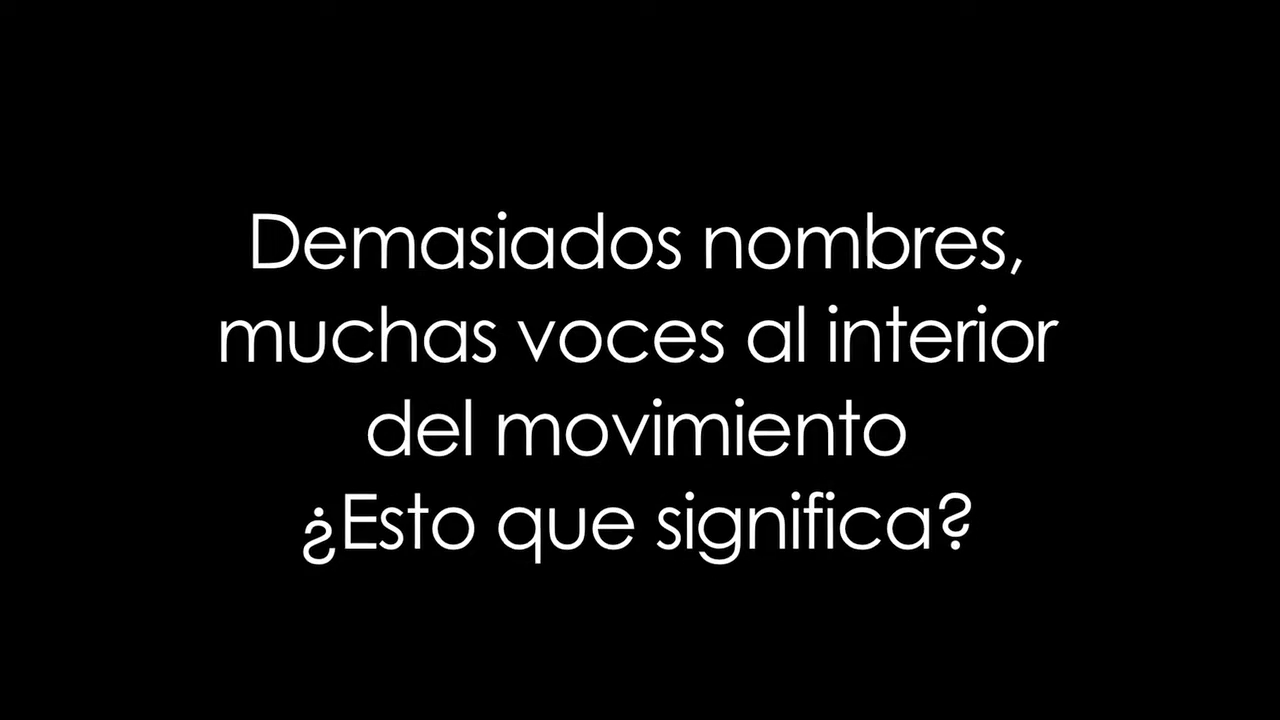 Demasiados nombres,
muchas voces al interior
del movimiento
¿Esto que significa?